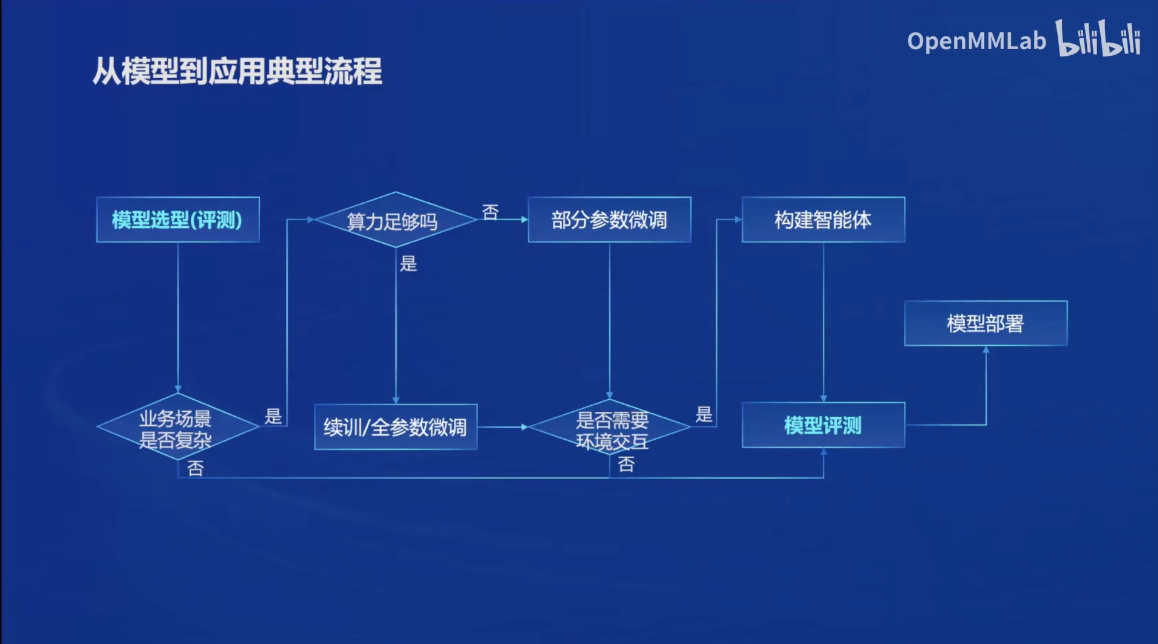 OpenMMLab bilibili
从模型到应用典型流程
模型选型(评测)
算力足够吗
否
部分参数微调
构建智能体
是
模型部署
业务场景
是否复杂
是
续训/全参数微调
是否需要
环境交互
是
模型评测
否
否